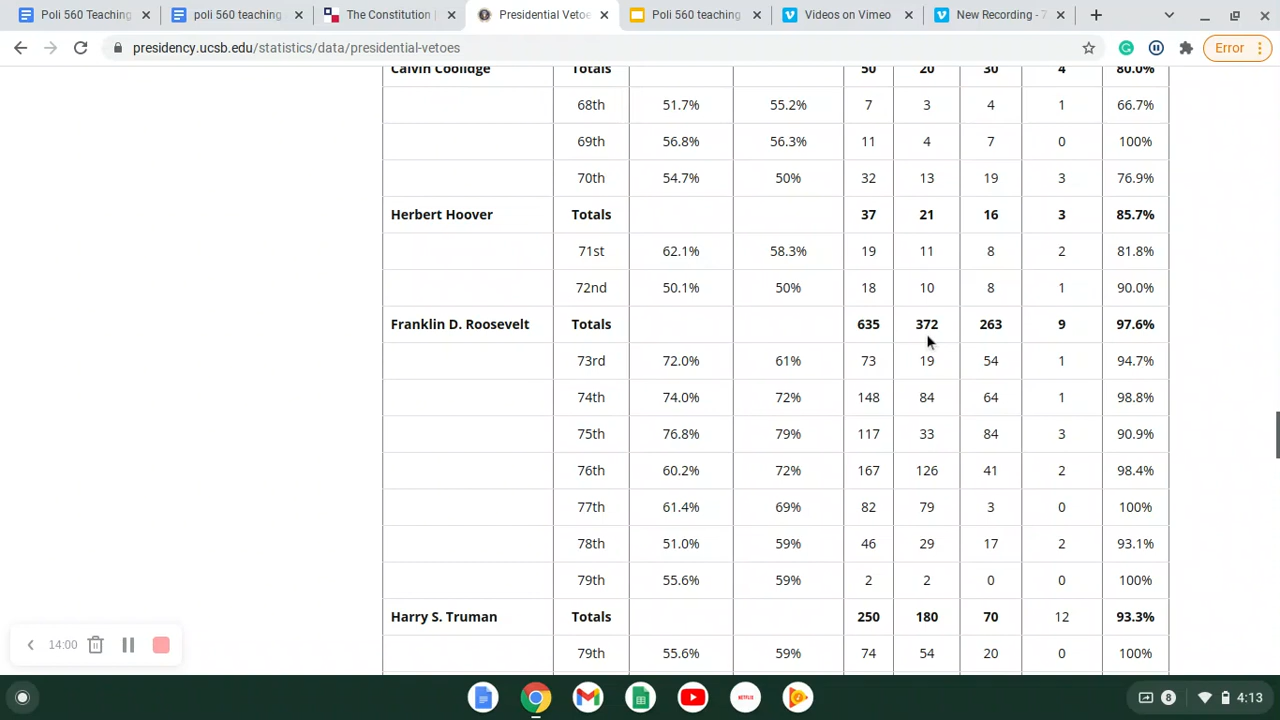 Poli 560 Teaching
poli 560 teaching
The Constitution |
Presidential Vetoe
Poli 560 teaching
Videos on Vimeo
New Recording - 7
presidency.ucsb.edu/statistics/data/presidential-vetoes
Error
Calvin Coolidge Totals 50 20 30 4 80.0%
68th 51.7% 55.2% 7 3 4 1 66.7%
69th 56.8% 56.3% 11 4 7 0 100%
70th 54.7% 50% 32 13 19 3 76.9%
Herbert Hoover Totals 37 21 16 3 85.7%
71st 62.1% 58.3% 19 11 8 2 81.8%
72nd 50.1% 50% 18 10 8 1 90.0%
Franklin D. Roosevelt Totals 635 372 263 9 97.6%
73rd 72.0% 61% 73 19 54 1 94.7%
74th 74.0% 72% 148 84 64 1 98.8%
75th 76.8% 79% 117 33 84 3 90.9%
76th 60.2% 72% 167 126 41 2 98.4%
77th 61.4% 69% 82 79 3 0 100%
78th 51.0% 59% 46 29 17 2 93.1%
79th 55.6% 59% 2 2 0 0 100%
Harry S. Truman Totals 250 180 70 12 93.3%
79th 55.6% 59% 74 54 20 0 100%
14:00
NETFLIX
8
4:13